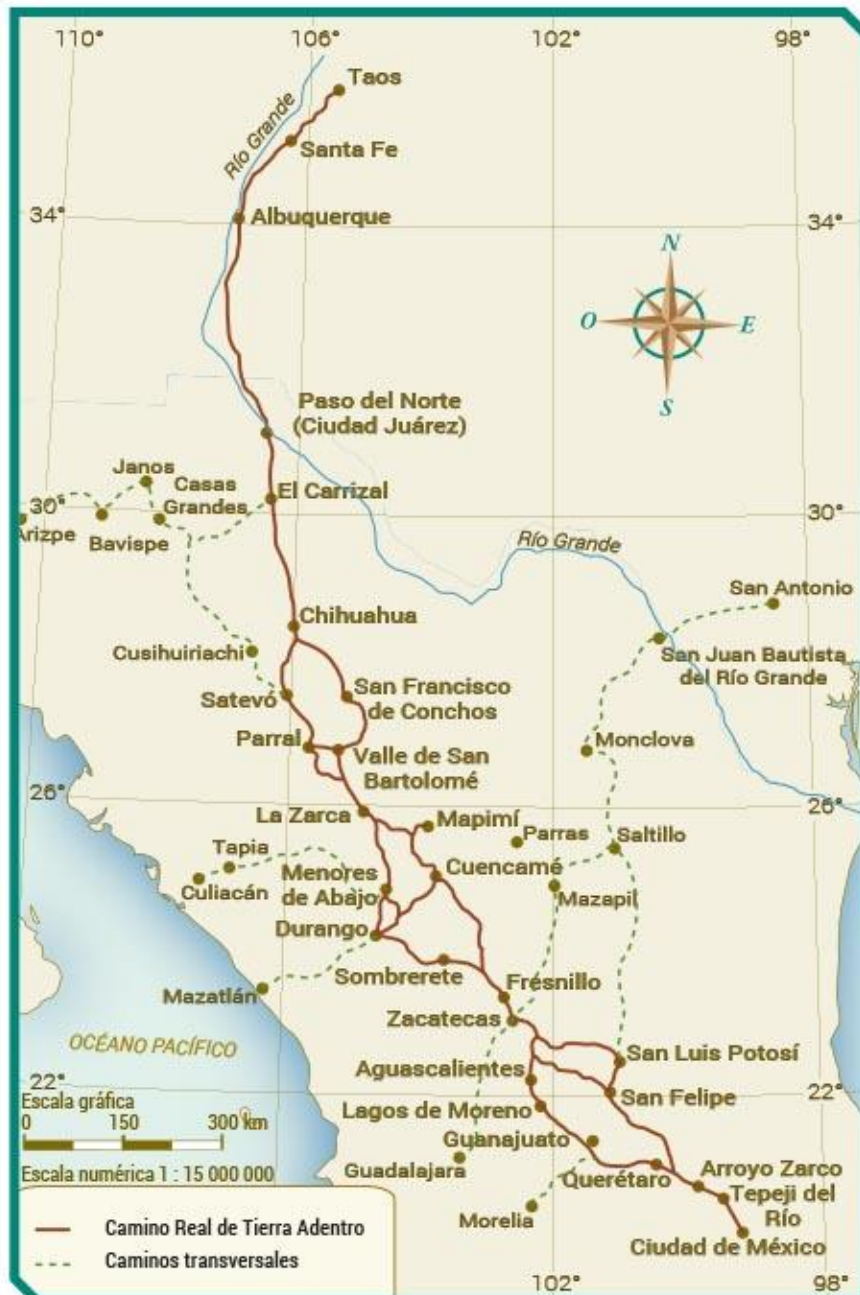 110°
106°
102°
98°
Taos
Río Grande
Santa Fe
Albuquerque
34°
34°
N
O
E
S
Paso del Norte
(Ciudad Juárez)
Janos
Casas
Grandes
El Carrizal
30°
30°
Arizpe
Bavispe
Río Grande
San Antonio
Chihuahua
Cusihuiriachi
San Juan Bautista
del Río Grande
Satevó
San Francisco
de Conchos
Parral
Valle de San
Bartolomé
Monclova
26°
26°
La Zarca
Mapimí
Parras
Saltillo
Tapia
Culiacán
Menores
de Abajo
Cuencamé
Mazapil
Durango
Sombrerete
Fresnillo
Mazatlán
Zacatecas
OCÉANO PACÍFICO
San Luis Potosí
Aguascalientes
22°
22°
San Felipe
Lagos de Moreno
Guanajuato
Guadalajara
Querétaro
Arroyo Zarco
Tepeji del
Río
Morelia
Ciudad de México
Escala gráfica
0 150 300 km
Escala numérica 1 : 15 000 000
Camino Real de Tierra Adentro
Caminos transversales
102°
98°